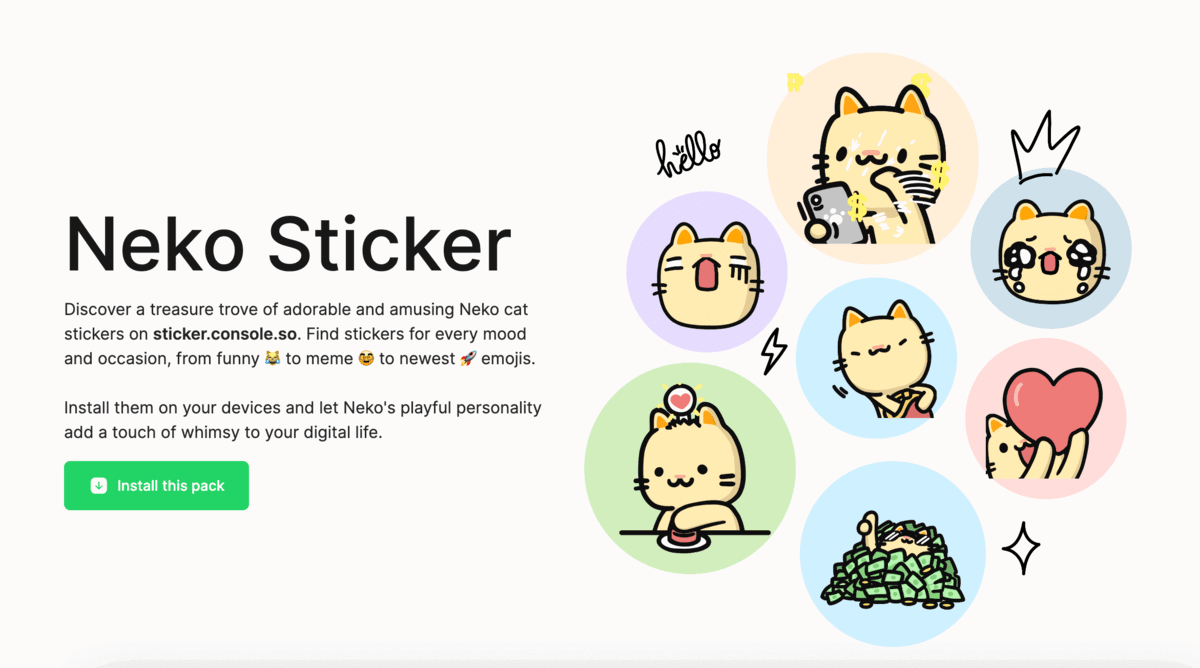 hello
Neko Sticker
Discover a treasure trove of adorable and amusing Neko cat
stickers on sticker.console.so. Find stickers for every mood
and occasion, from funny 😹 to meme 😊 to newest 🚀 emojis.
Install them on your devices and let Neko's playful personality
add a touch of whimsy to your digital life.
Install this pack
$
$